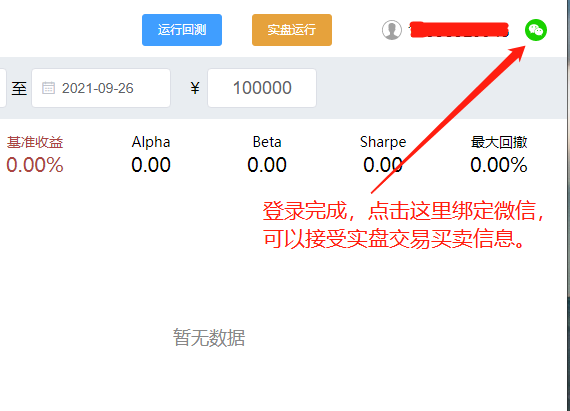 运行回测 实盘运行
至 2021-09-26 ¥ 100000
基准收益 Alpha Beta Sharpe 最大回撤
0.00% 0.00 0.00 0.00 0.00%
登录完成，点击这里绑定微信，
可以接受实盘交易买卖信息。
暂无数据